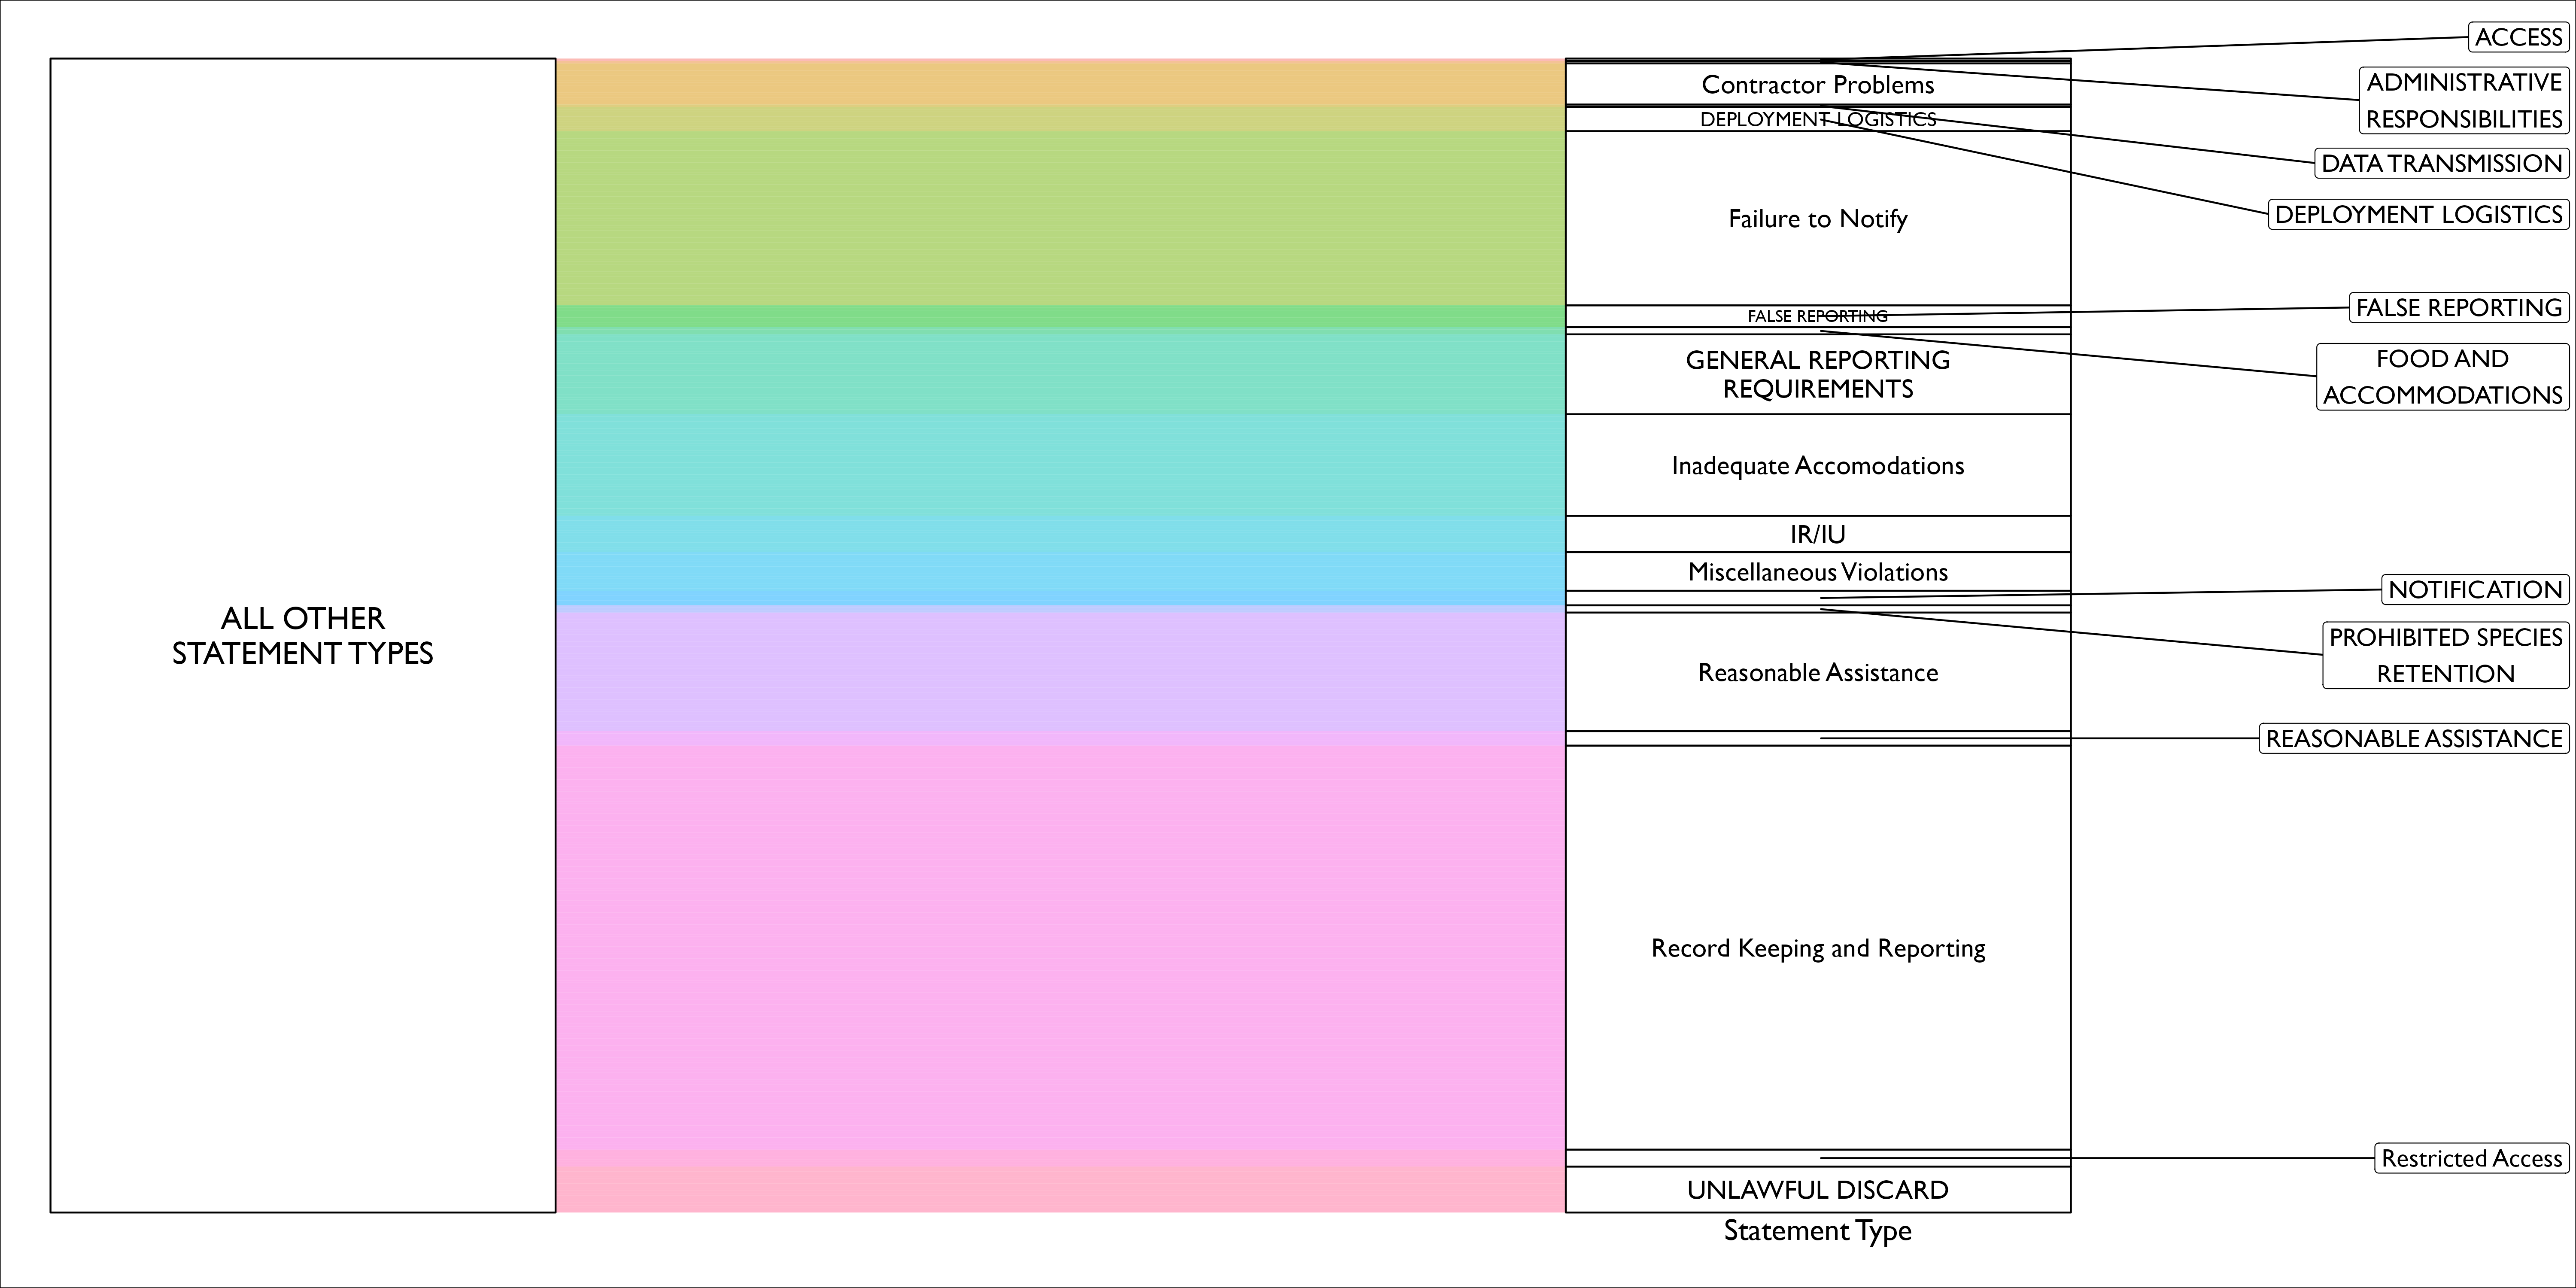 ALL OTHER
STATEMENT TYPES
Contractor Problems
DEPLOYMENT LOGISTICS
Failure to Notify
FALSE REPORTING
GENERAL REPORTING
REQUIREMENTS
Inadequate Accomodations
IR/IU
Miscellaneous Violations
Reasonable Assistance
Record Keeping and Reporting
UNLAWFUL DISCARD
Statement Type
ACCESS
ADMINISTRATIVE
RESPONSIBILITIES
DATA TRANSMISSION
DEPLOYMENT LOGISTICS
FALSE REPORTING
FOOD AND
ACCOMMODATIONS
NOTIFICATION
PROHIBITED SPECIES
RETENTION
REASONABLE ASSISTANCE
Restricted Access